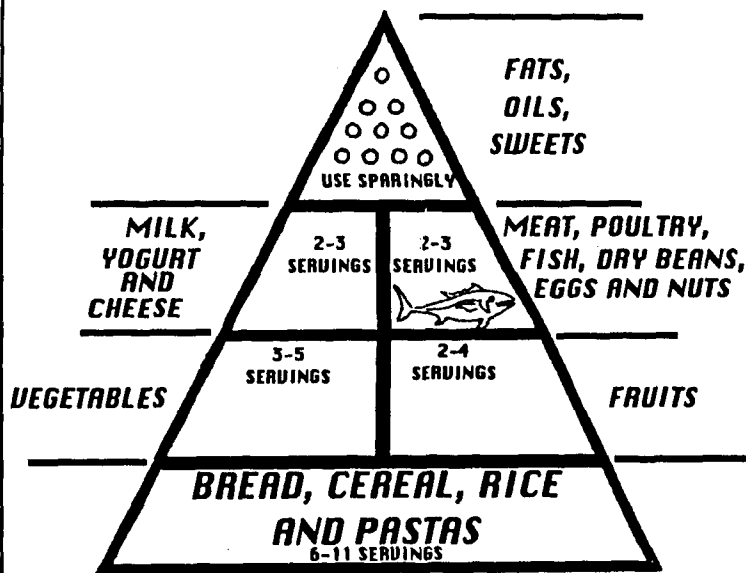 FATS,
OILS,
SWEETS
USE SPARINGLY
MILK,
YOGURT
AND
CHEESE
2-3
SERVINGS
2-3
SERVINGS
MEAT, POULTRY,
FISH, DRY BEANS,
EGGS AND NUTS
VEGETABLES
3-5
SERVINGS
2-4
SERVINGS
FRUITS
BREAD, CEREAL, RICE
AND PASTAS
6-11 SERVINGS